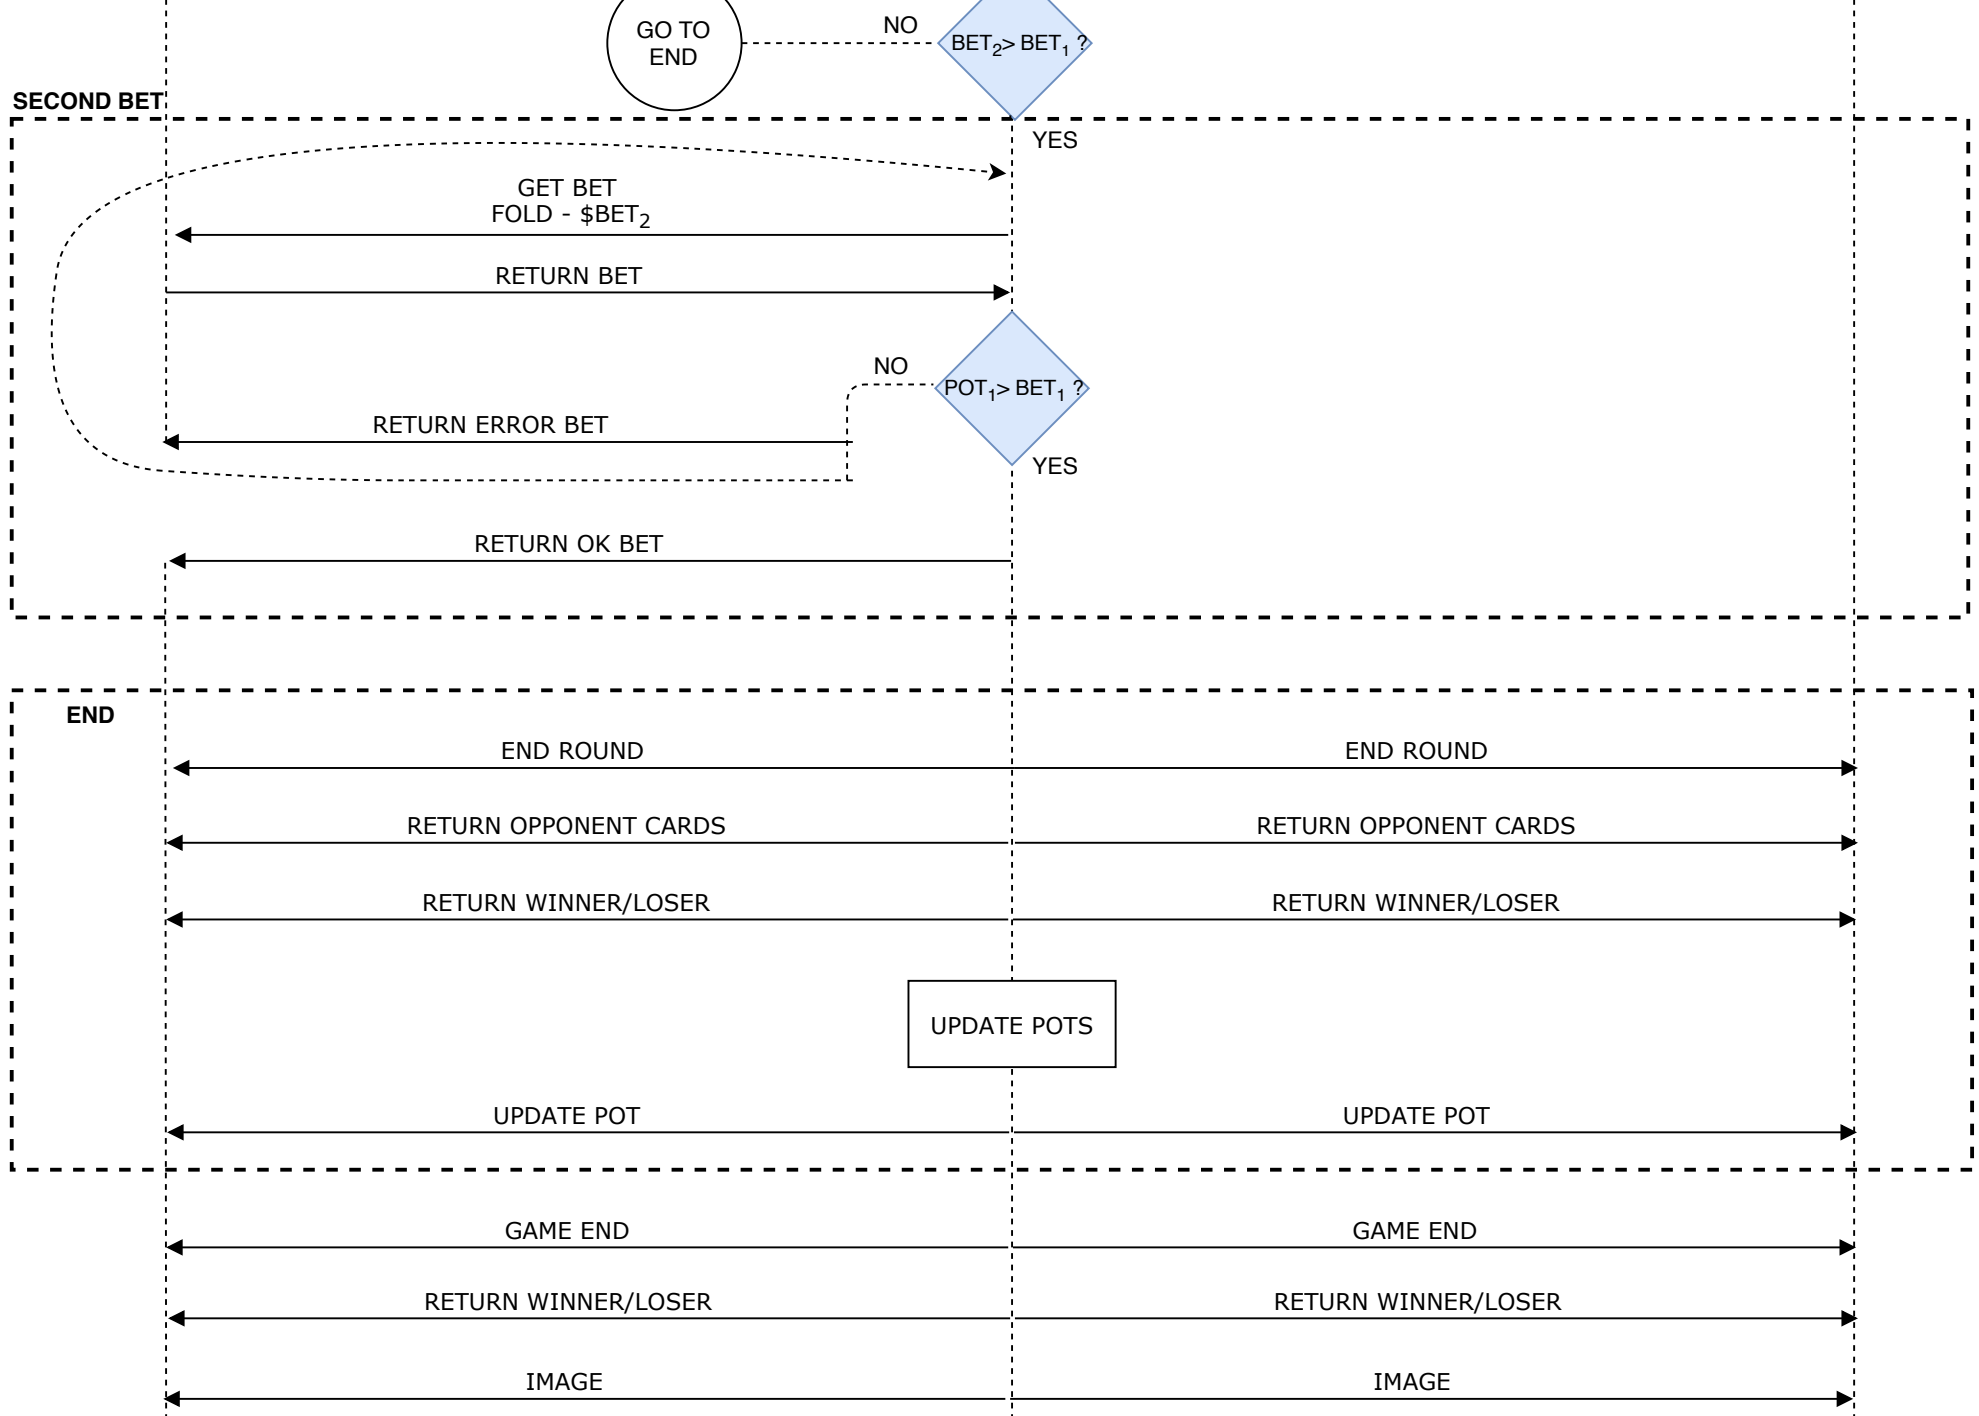 GO TO
END
NO
BET2> BET1 ?
SECOND BET
YES
GET BET
FOLD - $BET2
RETURN BET
NO
POT1> BET1 ?
RETURN ERROR BET
YES
RETURN OK BET
END
END ROUND
END ROUND
RETURN OPPONENT CARDS
RETURN OPPONENT CARDS
RETURN WINNER/LOSER
RETURN WINNER/LOSER
UPDATE POTS
UPDATE POT
UPDATE POT
GAME END
GAME END
RETURN WINNER/LOSER
RETURN WINNER/LOSER
IMAGE
IMAGE